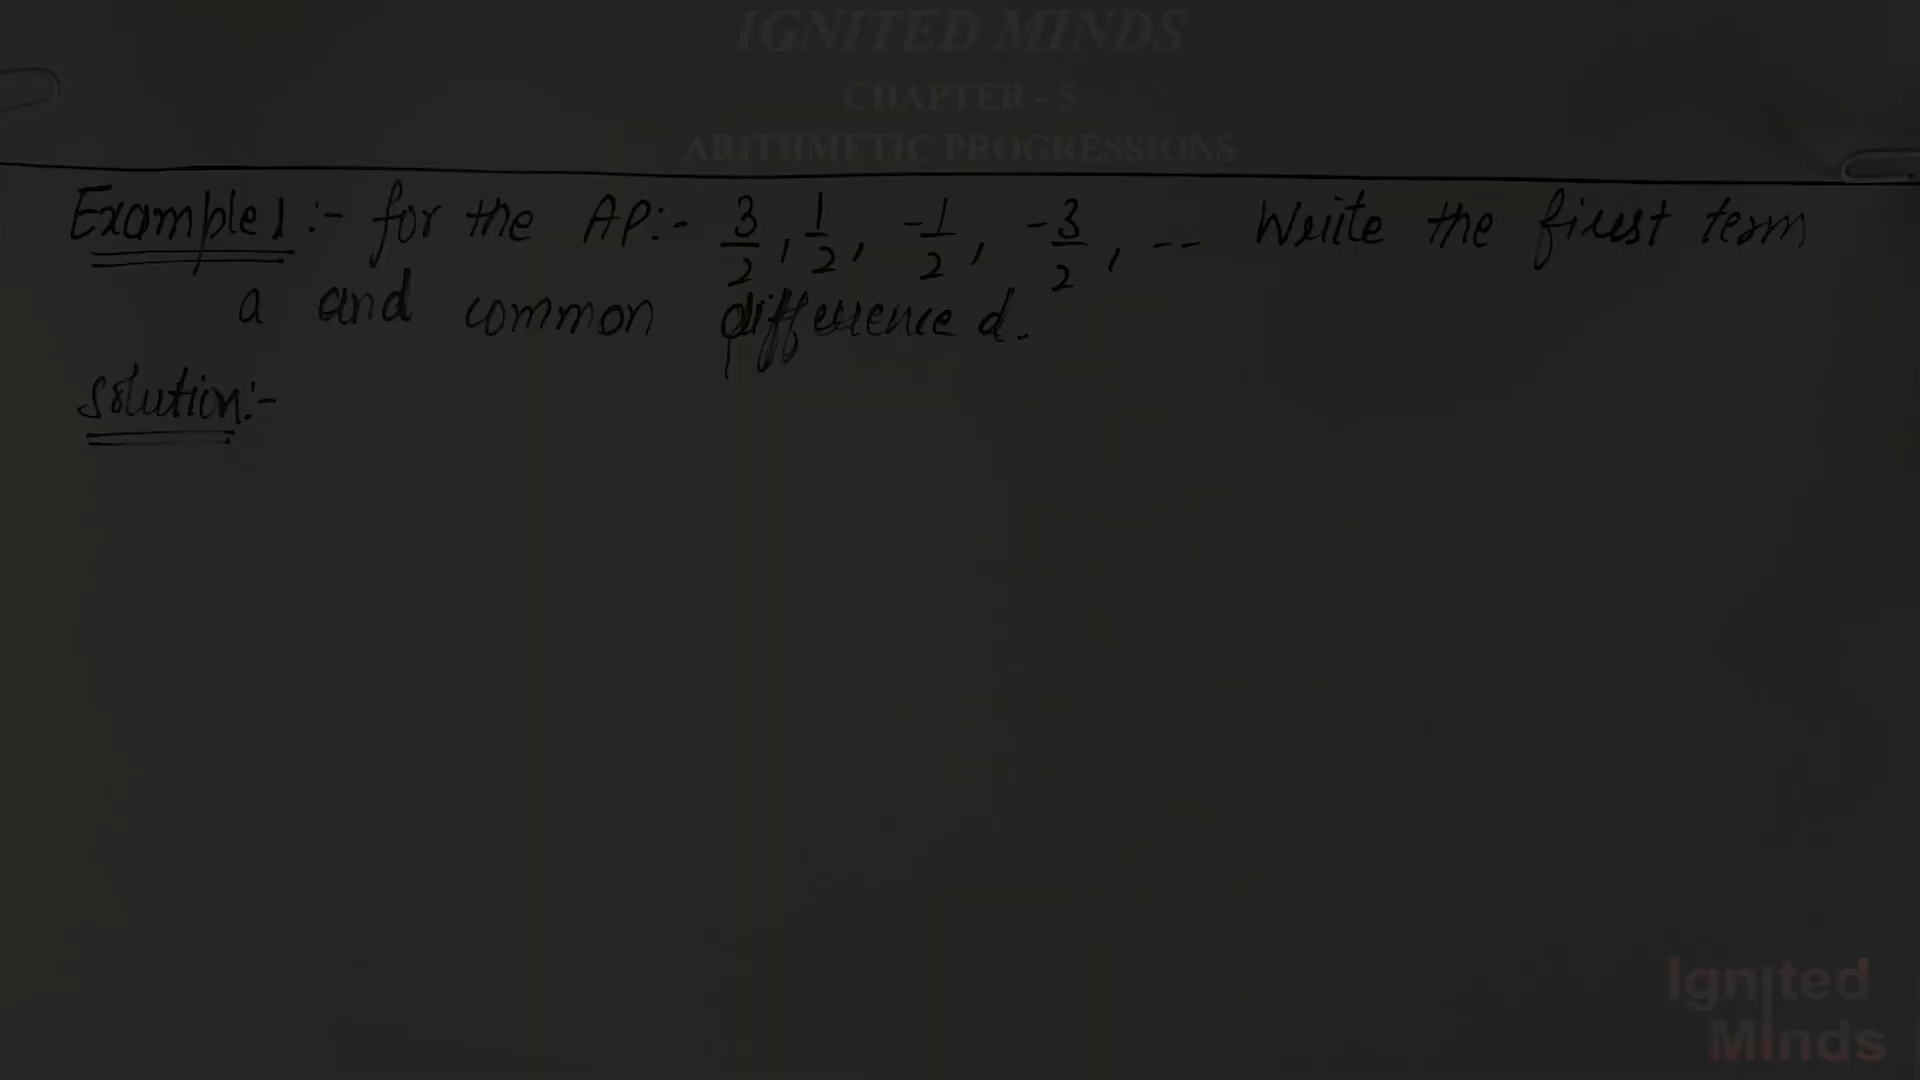 IGNITED MINDS
CHAPTER - 5
ARITHMETIC PROGRESSIONS
Example 1:- for the AP:- 3/2, 1/2, -1/2, -3/2, -- Write the first term
a and common difference d.
Solution:-
Ignited
Minds